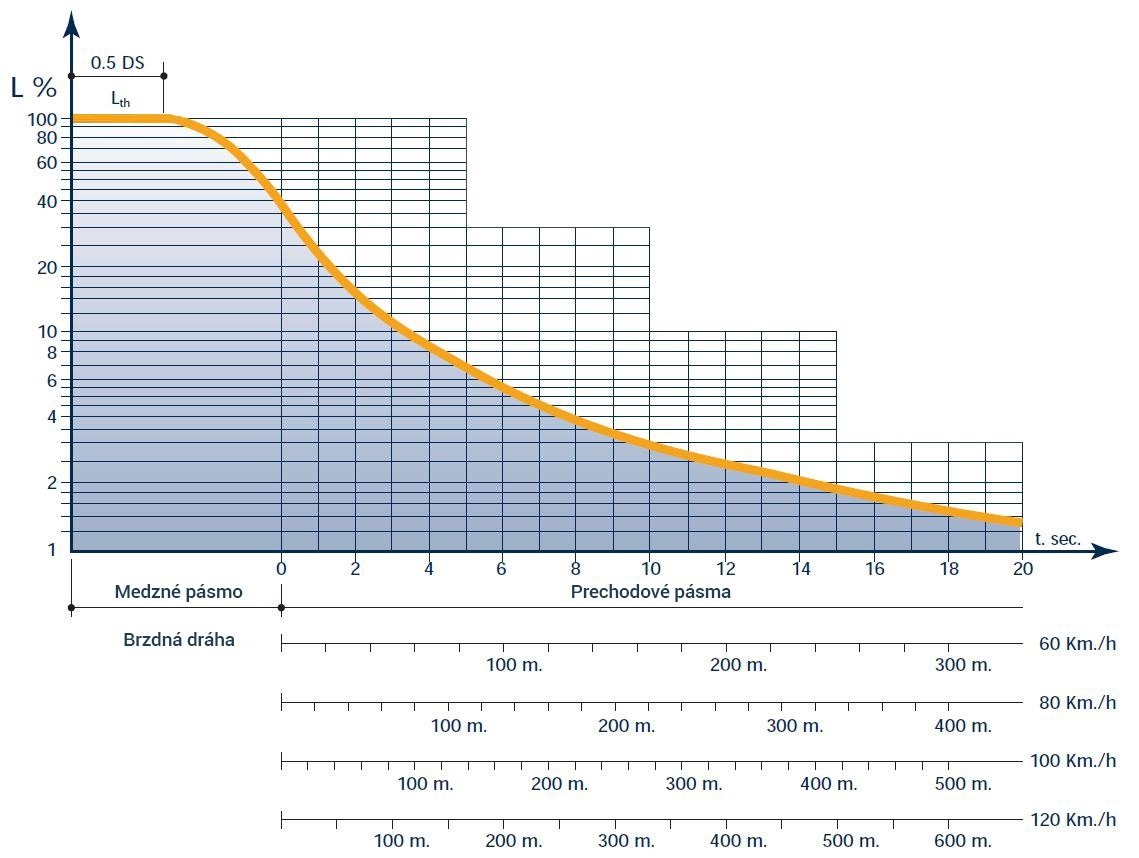 0.5 DS
L %
Lth
100
80
60
40
20
10
8
6
4
2
1
t. sec.
0 2 4 6 8 10 12 14 16 18 20
Medzné pásmo Prechodové pásma
Brzdná dráha
60 Km./h
100 m. 200 m. 300 m.
80 Km./h
100 m. 200 m. 300 m. 400 m.
100 Km./h
100 m. 200 m. 300 m. 400 m. 500 m.
120 Km./h
100 m. 200 m. 300 m. 400 m. 500 m. 600 m.